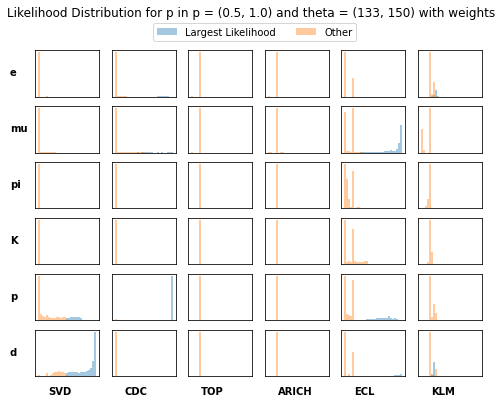 Likelihood Distribution for p in p = (0.5, 1.0) and theta = (133, 150) with weights
Largest Likelihood Other
e
mu
pi
K
p
d
SVD CDC TOP ARICH ECL KLM